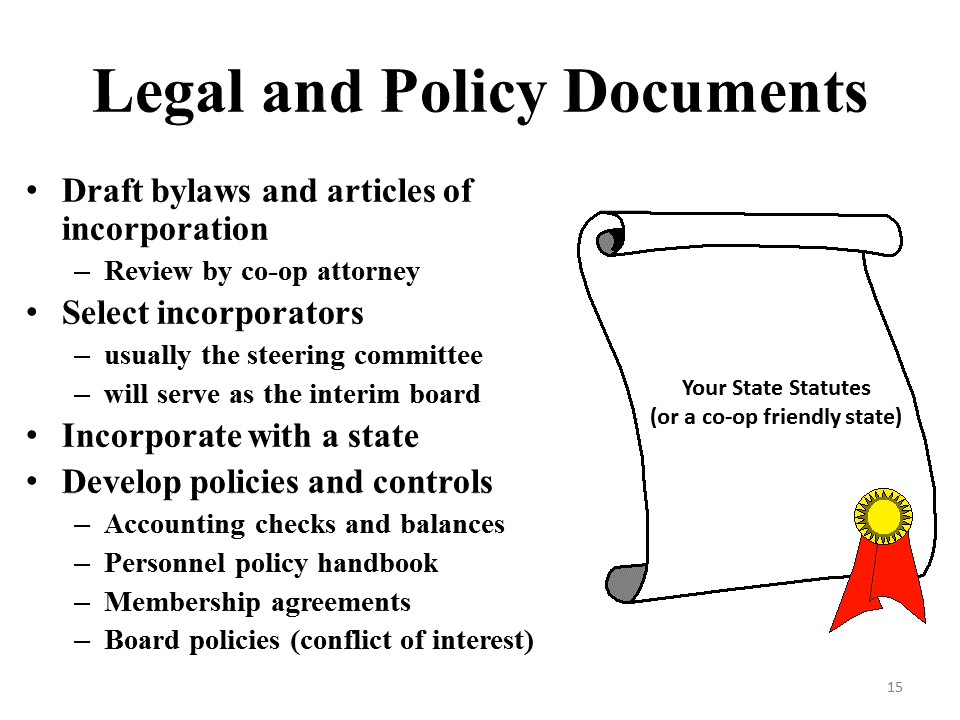 Legal and Policy Documents
• Draft bylaws and articles of
incorporation
– Review by co-op attorney
• Select incorporators
– usually the steering committee
– will serve as the interim board
• Incorporate with a state
• Develop policies and controls
– Accounting checks and balances
– Personnel policy handbook
– Membership agreements
– Board policies (conflict of interest)
Your State Statutes
(or a co-op friendly state)
15